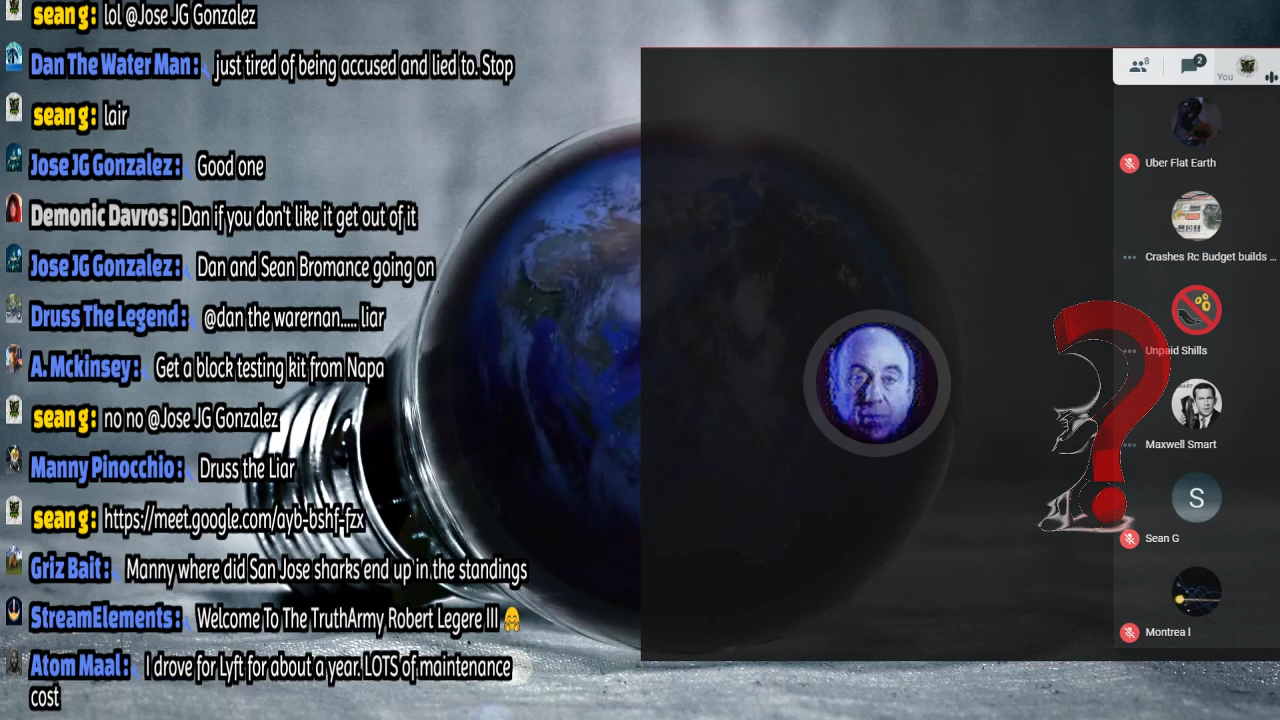 sean g: lol @Jose JG Gonzalez
Dan The Water Man: just tired of being accused and lied to. Stop
sean g: lair
Jose JG Gonzalez: Good one
Demonic Davros: Dan if you don't like it get out of it
Jose JG Gonzalez: Dan and Sean Bromance going on
Druss The Legend: @dan the warernan..... liar
A. Mckinsey: Get a block testing kit from Napa
sean g: no no @Jose JG Gonzalez
Manny Pinocchio: Druss the Liar
sean g: https://meet.google.com/ayb-bshf-fzx
Griz Bait: Manny where did San Jose sharks end up in the standings
StreamElements: Welcome To The TruthArmy Robert Legere III 🤗
Atom Maal: I drove for Lyft for about a year. LOTS of maintenance
cost
8
2
You
Uber Flat Earth
Crashes Rc Budget builds ...
Unpaid Shills
Maxwell Smart
S
Sean G
Montrea l
?